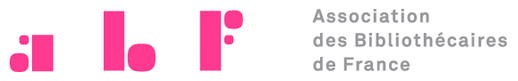 abf
Association
des Bibliothécaires
de France